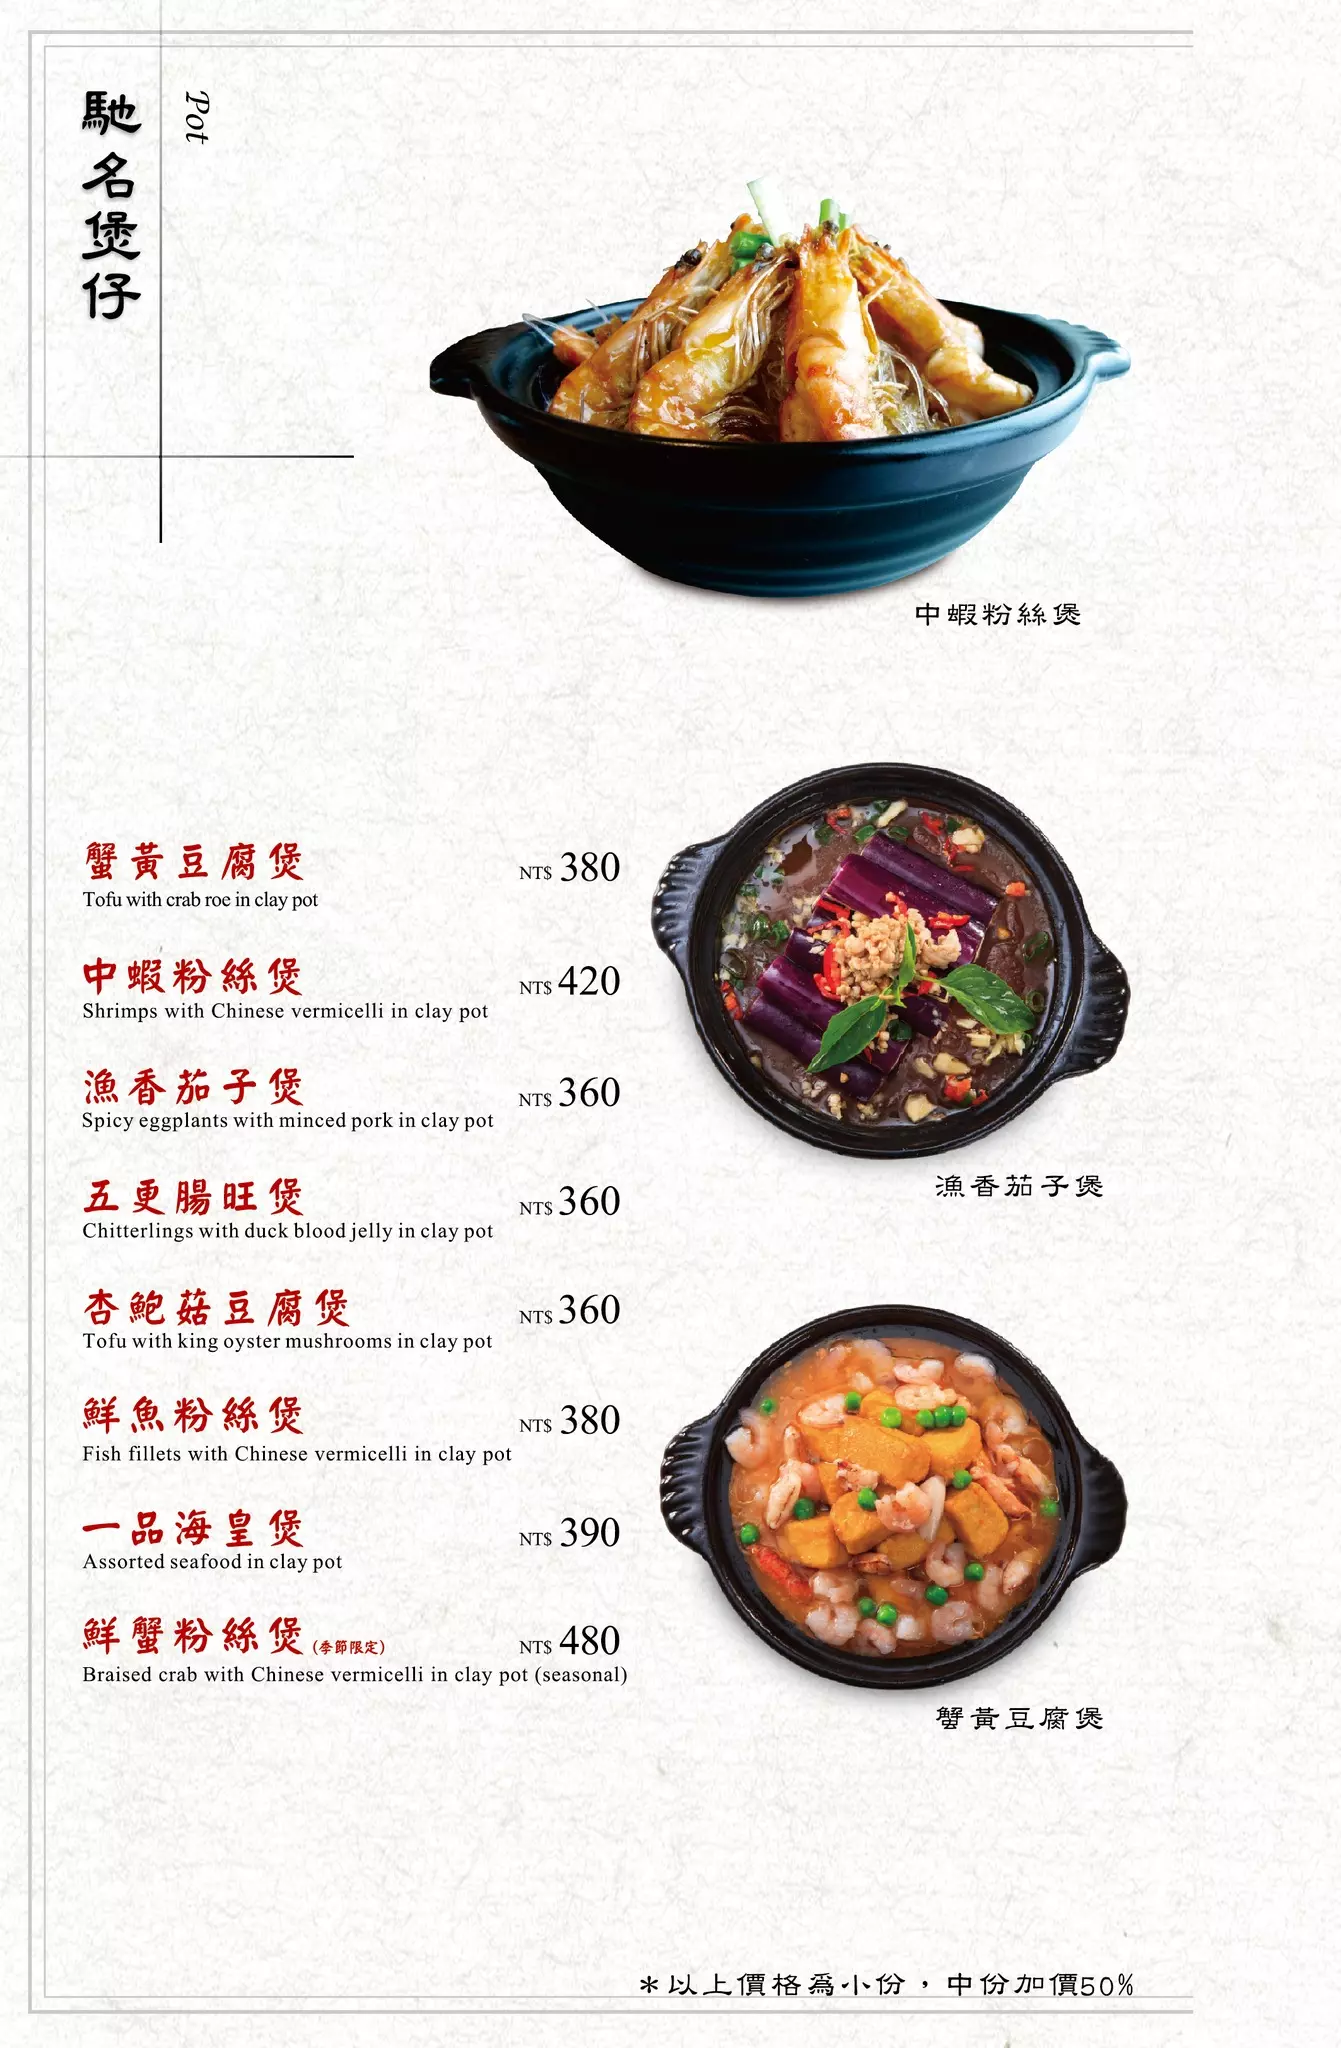 馳名煲仔
Pot
中蝦粉絲煲
蟹黃豆腐煲 NT$ 380
Tofu with crab roe in clay pot
中蝦粉絲煲 NT$ 420
Shrimps with Chinese vermicelli in clay pot
漁香茄子煲 NT$ 360
Spicy eggplants with minced pork in clay pot
漁香茄子煲
五更腸旺煲 NT$ 360
Chitterlings with duck blood jelly in clay pot
杏鮑菇豆腐煲 NT$ 360
Tofu with king oyster mushrooms in clay pot
鮮魚粉絲煲 NT$ 380
Fish fillets with Chinese vermicelli in clay pot
一品海皇煲 NT$ 390
Assorted seafood in clay pot
鮮蟹粉絲煲(季節限定) NT$ 480
Braised crab with Chinese vermicelli in clay pot (seasonal)
蟹黃豆腐煲
＊以上價格為小份，中份加價50%